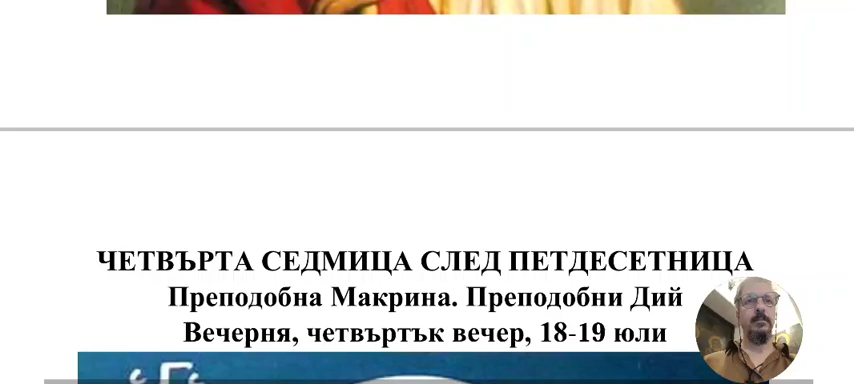 ЧЕТВЪРТА СЕДМИЦА СЛЕД ПЕТДЕСЕТНИЦА
Преподобна Макрина. Преподобни Дий
Вечерня, четвъртък вечер, 18-19 юли